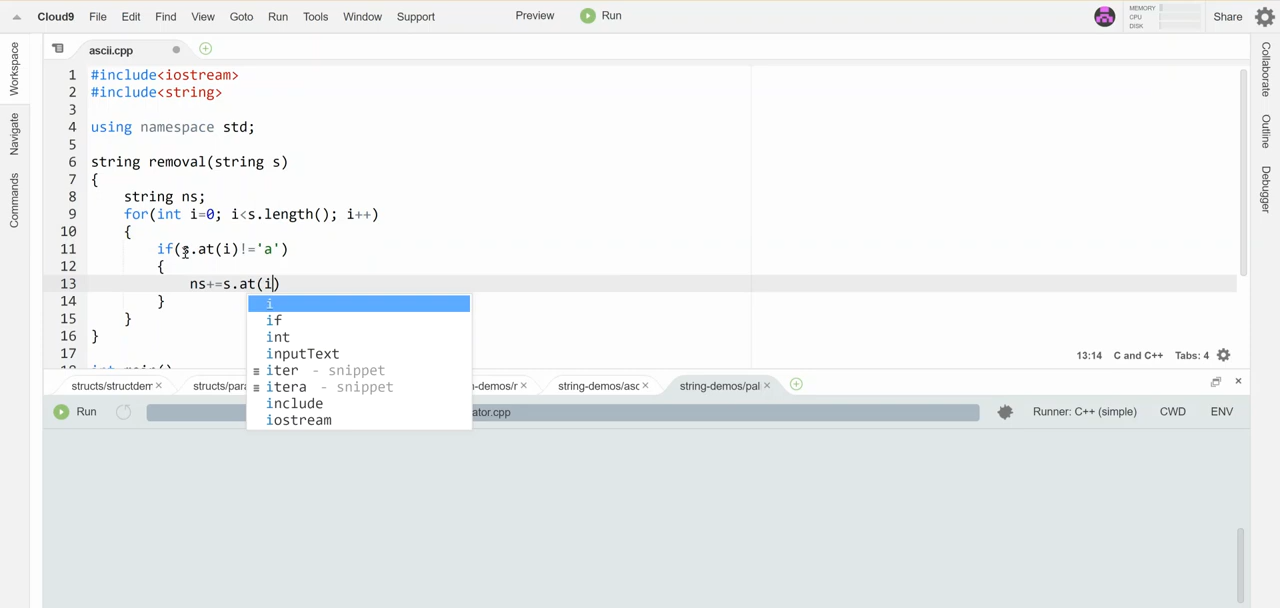 Cloud9 File Edit Find View Goto Run Tools Window Support Preview Run MEMORY CPU DISK Share
Workspace
Navigate
Commands
ascii.cpp
1 #include<iostream>
2 #include<string>
3
4 using namespace std;
5
6 string removal(string s)
7 {
8 string ns;
9 for(int i=0; i<s.length(); i++)
10 {
11 if(s.at(i)!='a')
12 {
13 ns+=s.at(i)
14 }
15 }
16 }
17
i
if
int
inputText
iter - snippet
itera - snippet
include
iostream
13:14 C and C++ Tabs: 4
structs/structdem structs/para string-demos/asc string-demos/pal
Run ator.cpp Runner: C++ (simple) CWD ENV
Collaborate
Outline
Debugger